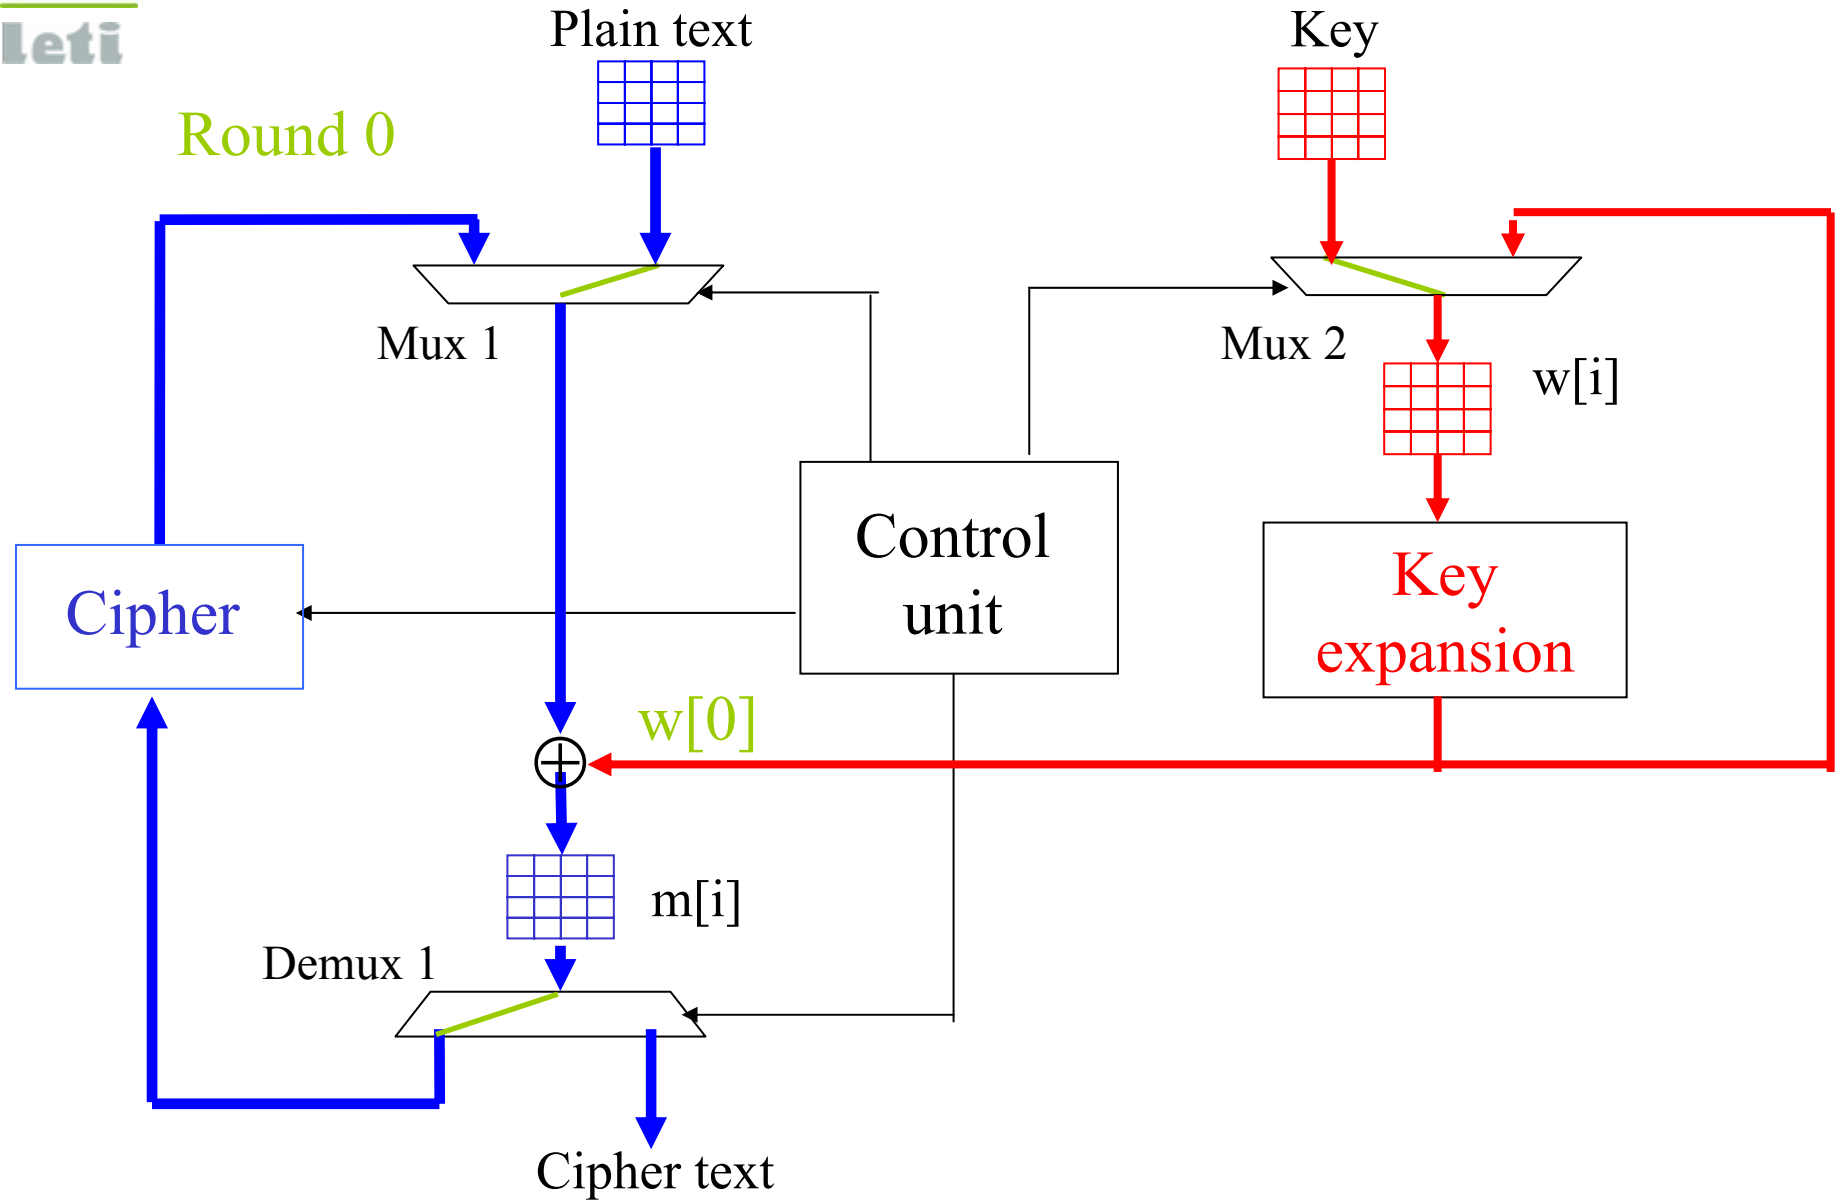 leti
Plain text
Key
Round 0
Mux 1
Mux 2
w[i]
Control
unit
Cipher
Key
expansion
w[0]
m[i]
Demux 1
Cipher text